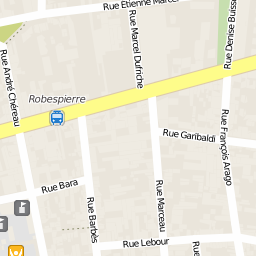 Rue Etienne Marcel
Rue Marcel Dufriche
Rue Denise Buiss
Rue André Chéreau
Robespierre
Rue Garibaldi
Rue François Arago
Rue Bara
Rue Barbès
Rue Marceau
Rue Lebour